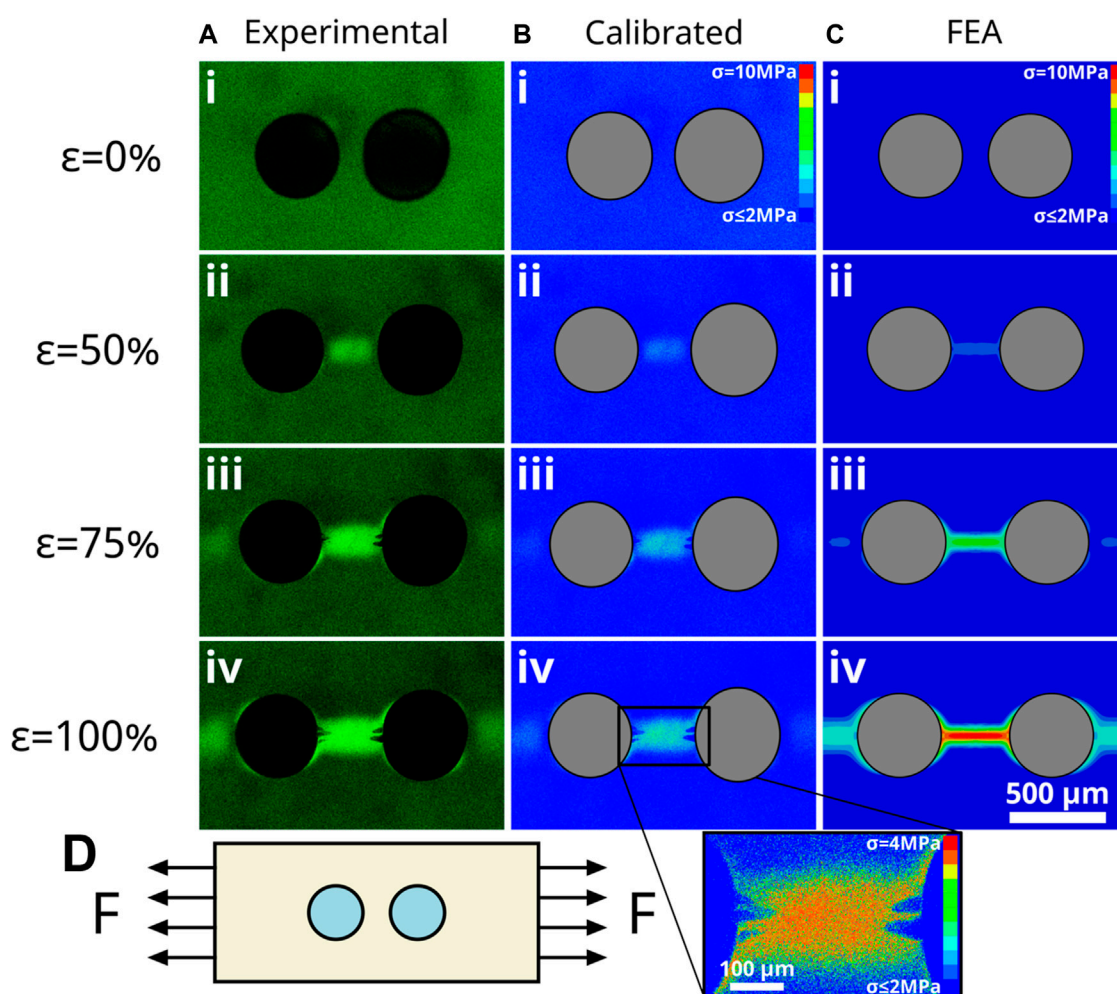 A Experimental B Calibrated C FEA
ε=0%
i
i
σ=10MPa
σ≤2MPa
i
σ=10MPa
σ≤2MPa
ε=50%
ii
ii
ii
ε=75%
iii
iii
iii
ε=100%
iv
iv
iv
500 μm
D
F
F
σ=4MPa
100 μm
σ≤2MPa